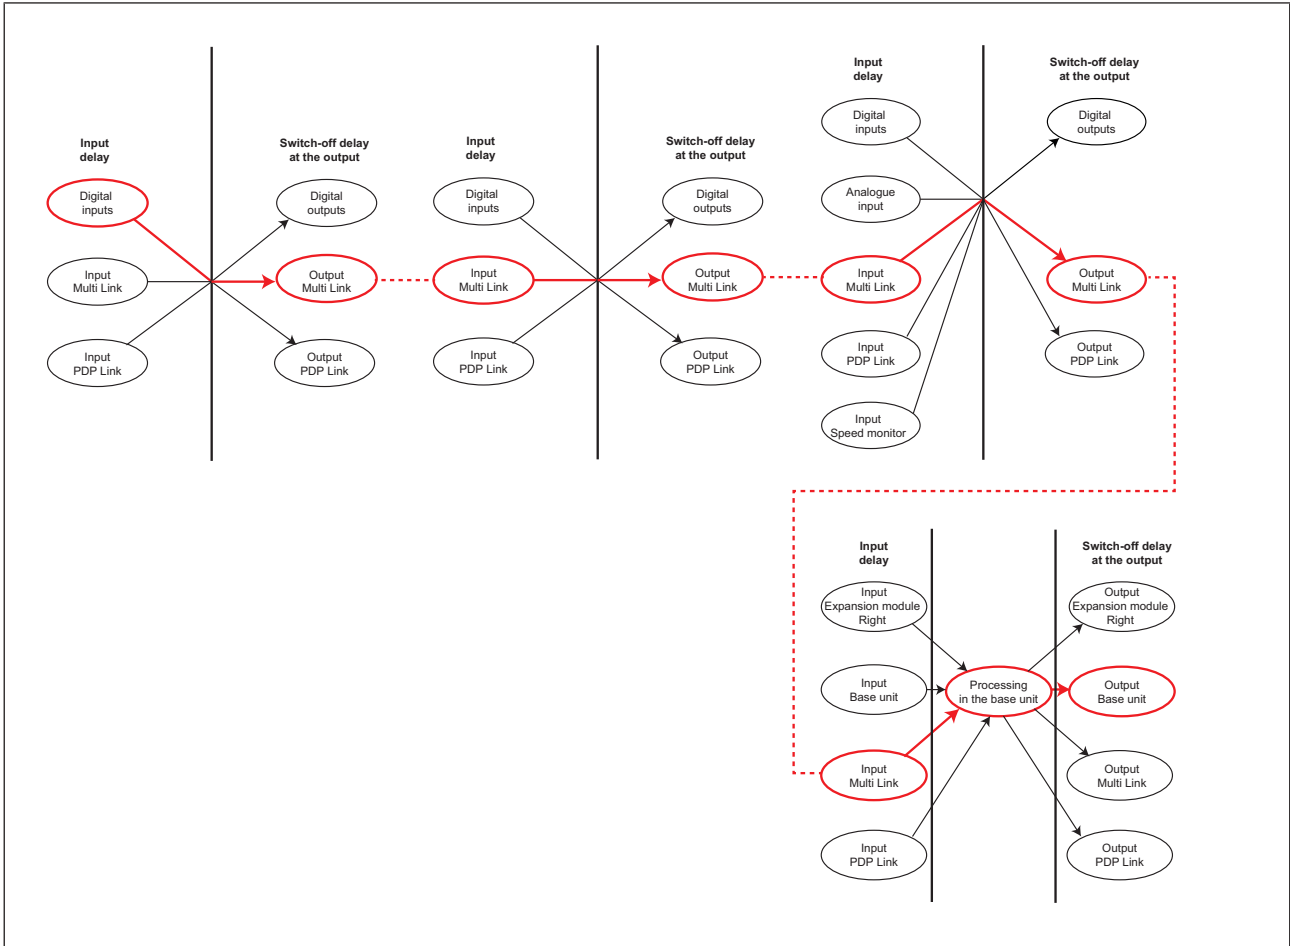 Input
delay
Switch-off delay
at the output
Digital
inputs
Digital
outputs
Input
Multi Link
Output
Multi Link
Input
PDP Link
Output
PDP Link
Input
delay
Switch-off delay
at the output
Digital
inputs
Digital
outputs
Input
Multi Link
Output
Multi Link
Input
PDP Link
Output
PDP Link
Input
delay
Switch-off delay
at the output
Digital
inputs
Digital
outputs
Analogue
input
Input
Multi Link
Output
Multi Link
Input
PDP Link
Output
PDP Link
Input
Speed monitor
Input
delay
Switch-off delay
at the output
Input
Expansion module
Right
Output
Expansion module
Right
Input
Base unit
Processing
in the base unit
Output
Base unit
Input
Multi Link
Output
Multi Link
Input
PDP Link
Output
PDP Link